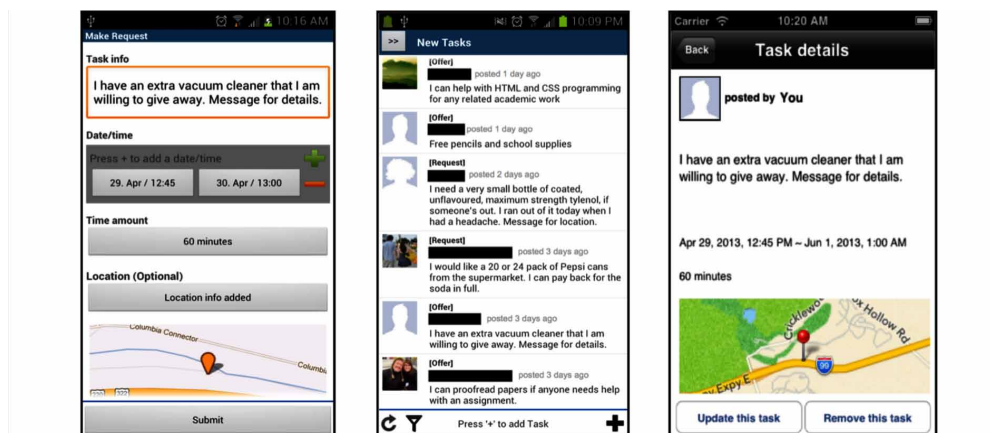 10:16 AM
Make Request
Task info
I have an extra vacuum cleaner that I am
willing to give away. Message for details.
Date/time
Press + to add a date/time
29. Apr / 12:45
30. Apr / 13:00
Time amount
60 minutes
Location (Optional)
Location info added
Columbia Connector
Columbia
322
Submit
10:09 PM
>>
New Tasks
[Offer]
posted 1 day ago
I can help with HTML and CSS programming
for any related academic work
[Offer]
posted 1 day ago
Free pencils and school supplies
[Request]
posted 2 days ago
I need a very small bottle of coated,
unflavoured, maximum strength tylenol, if
someone's out. I ran out of it today when I
had a headache. Message for location.
[Request]
posted 3 days ago
I would like a 20 or 24 pack of Pepsi cans
from the supermarket. I can pay back for the
soda in full.
[Offer]
posted 3 days ago
I have an extra vacuum cleaner that I am
willing to give away. Message for details.
[Offer]
posted 3 days ago
I can proofread papers if anyone needs help
with an assignment.
Press '+' to add Task
Carrier
10:20 AM
Back
Task details
posted by You
I have an extra vacuum cleaner that I am
willing to give away. Message for details.
Apr 29, 2013, 12:45 PM ~ Jun 1, 2013, 1:00 AM
60 minutes
Hollow Rd
99
Expy E
Update this task
Remove this task